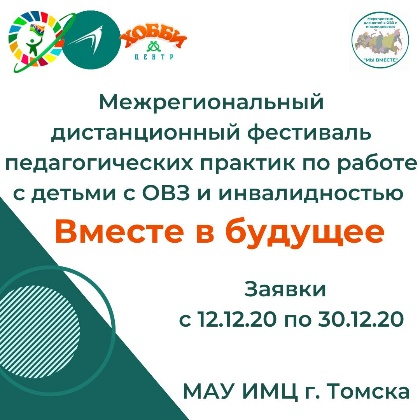 ХОББИ
ЦЕНТР
"МЫ ВМЕСТЕ"
Межрегиональный
дистанционный фестиваль
педагогических практик по работе
с детьми с ОВЗ и инвалидностью
Вместе в будущее
Заявки
с 12.12.20 по 30.12.20
МАУ ИМЦ г. Томска